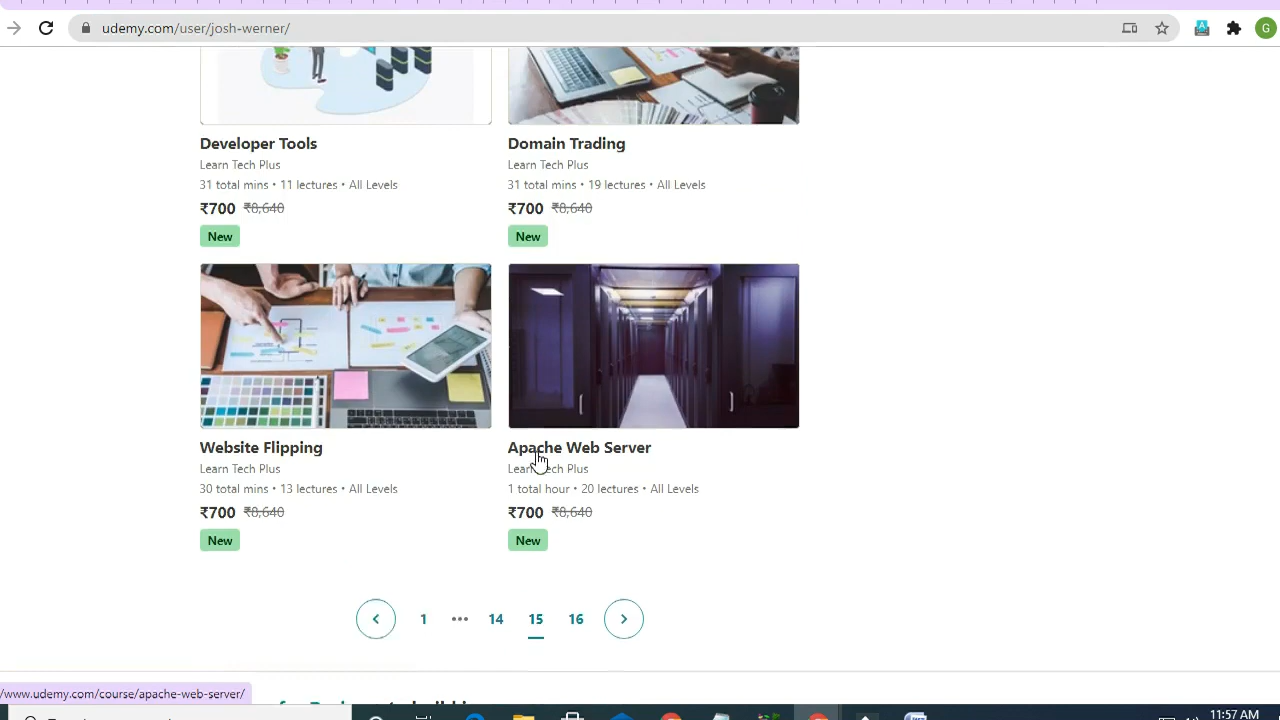 udemy.com/user/josh-werner/
G
Developer Tools
Learn Tech Plus
31 total mins • 11 lectures • All Levels
₹700 ₹8,640
New
Domain Trading
Learn Tech Plus
31 total mins • 19 lectures • All Levels
₹700 ₹8,640
New
Website Flipping
Learn Tech Plus
30 total mins • 13 lectures • All Levels
₹700 ₹8,640
New
Apache Web Server
Learn Tech Plus
1 total hour • 20 lectures • All Levels
₹700 ₹8,640
New
1 ••• 14 15 16
/www.udemy.com/course/apache-web-server/
11:57 AM